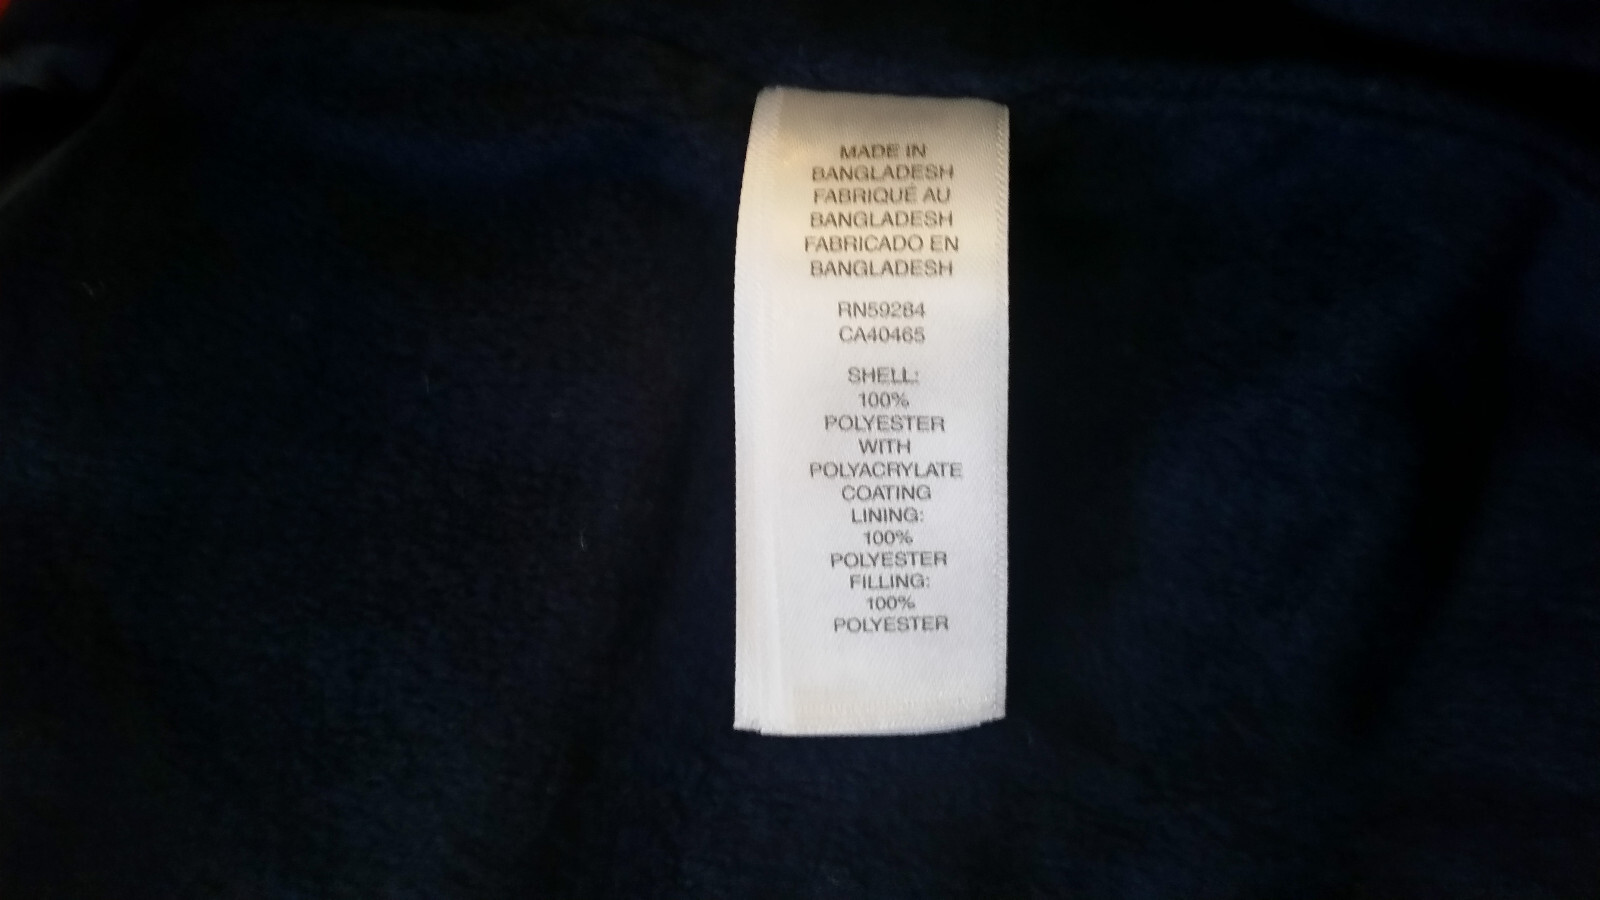 MADE IN
BANGLADESH
FABRIQUÉ AU
BANGLADESH
FABRICADO EN
BANGLADESH
RN59284
CA40465
SHELL:
100%
POLYESTER
WITH
POLYACRYLATE
COATING
LINING:
100%
POLYESTER
FILLING:
100%
POLYESTER